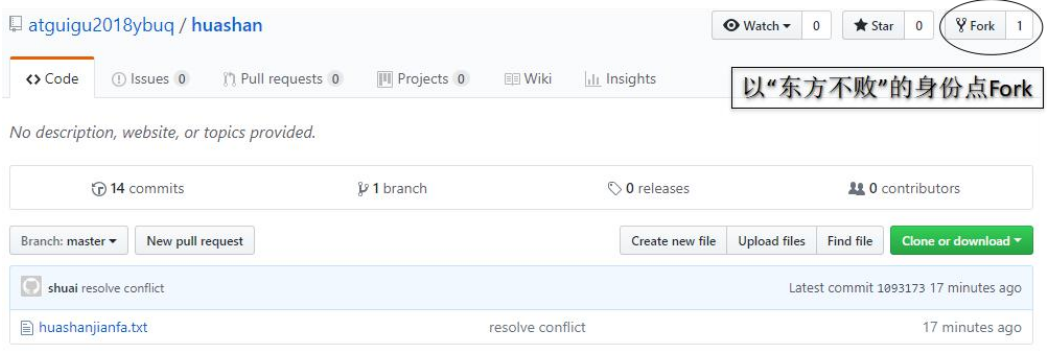 atguigu2018ybuq / huashan
Watch 0 Star 0 Fork 1
Code Issues 0 Pull requests 0 Projects 0 Wiki Insights
以“东方不败”的身份点Fork
No description, website, or topics provided.
14 commits 1 branch 0 releases 0 contributors
Branch: master New pull request Create new file Upload files Find file Clone or download
shuai resolve conflict Latest commit 1093173 17 minutes ago
huashanjianfa.txt resolve conflict 17 minutes ago